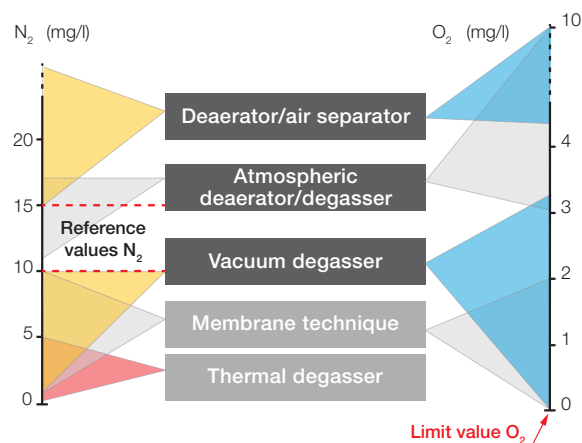 N₂ (mg/l)
O₂ (mg/l)
10
Deaerator/air separator
20
4
Atmospheric
deaerator/degasser
15
3
Reference
values N₂
Vacuum degasser
10
2
Membrane technique
5
1
Thermal degasser
0
0
Limit value O₂